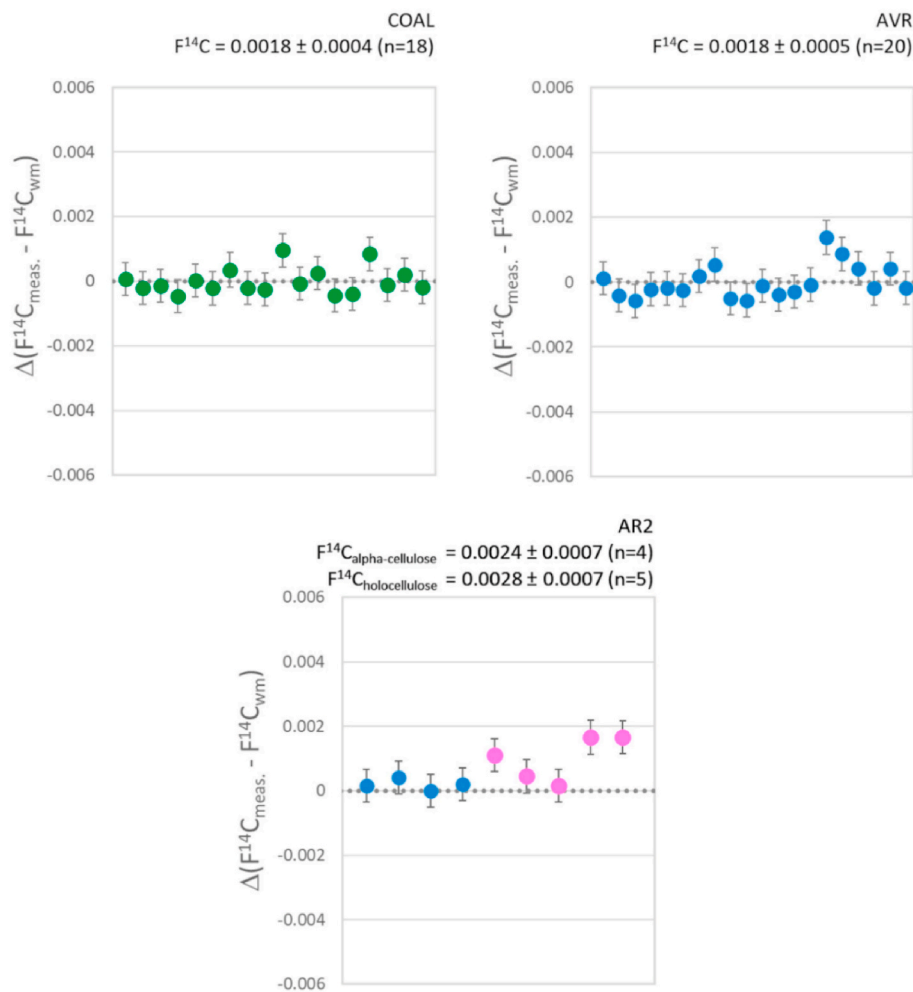 COAL
F¹⁴C = 0.0018 ± 0.0004 (n=18)
0.006
0.004
0.002
0
-0.002
-0.004
-0.006
Δ(F¹⁴Cmeas. - F¹⁴Cwm)
AVR
F¹⁴C = 0.0018 ± 0.0005 (n=20)
0.006
0.004
0.002
0
-0.002
-0.004
-0.006
Δ(F¹⁴Cmeas. - F¹⁴Cwm)
AR2
F¹⁴Calpha-cellulose = 0.0024 ± 0.0007 (n=4)
F¹⁴Cholocellulose = 0.0028 ± 0.0007 (n=5)
0.006
0.004
0.002
0
-0.002
-0.004
-0.006
Δ(F¹⁴Cmeas. - F¹⁴Cwm)